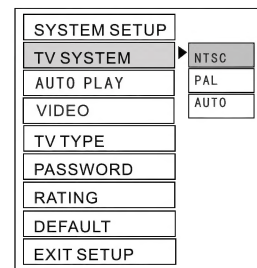 SYSTEM SETUP
TV SYSTEM
NTSC
AUTO PLAY
PAL
VIDEO
AUTO
TV TYPE
PASSWORD
RATING
DEFAULT
EXIT SETUP